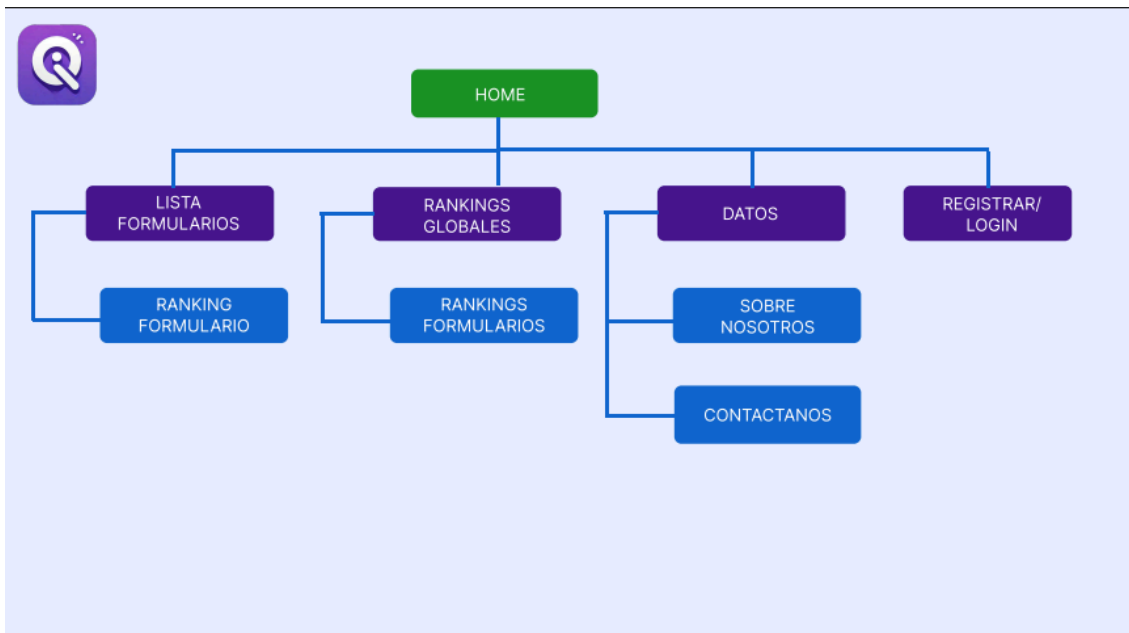 HOME
LISTA
FORMULARIOS
RANKINGS
GLOBALES
DATOS
REGISTRAR/
LOGIN
RANKING
FORMULARIO
RANKINGS
FORMULARIOS
SOBRE
NOSOTROS
CONTACTANOS